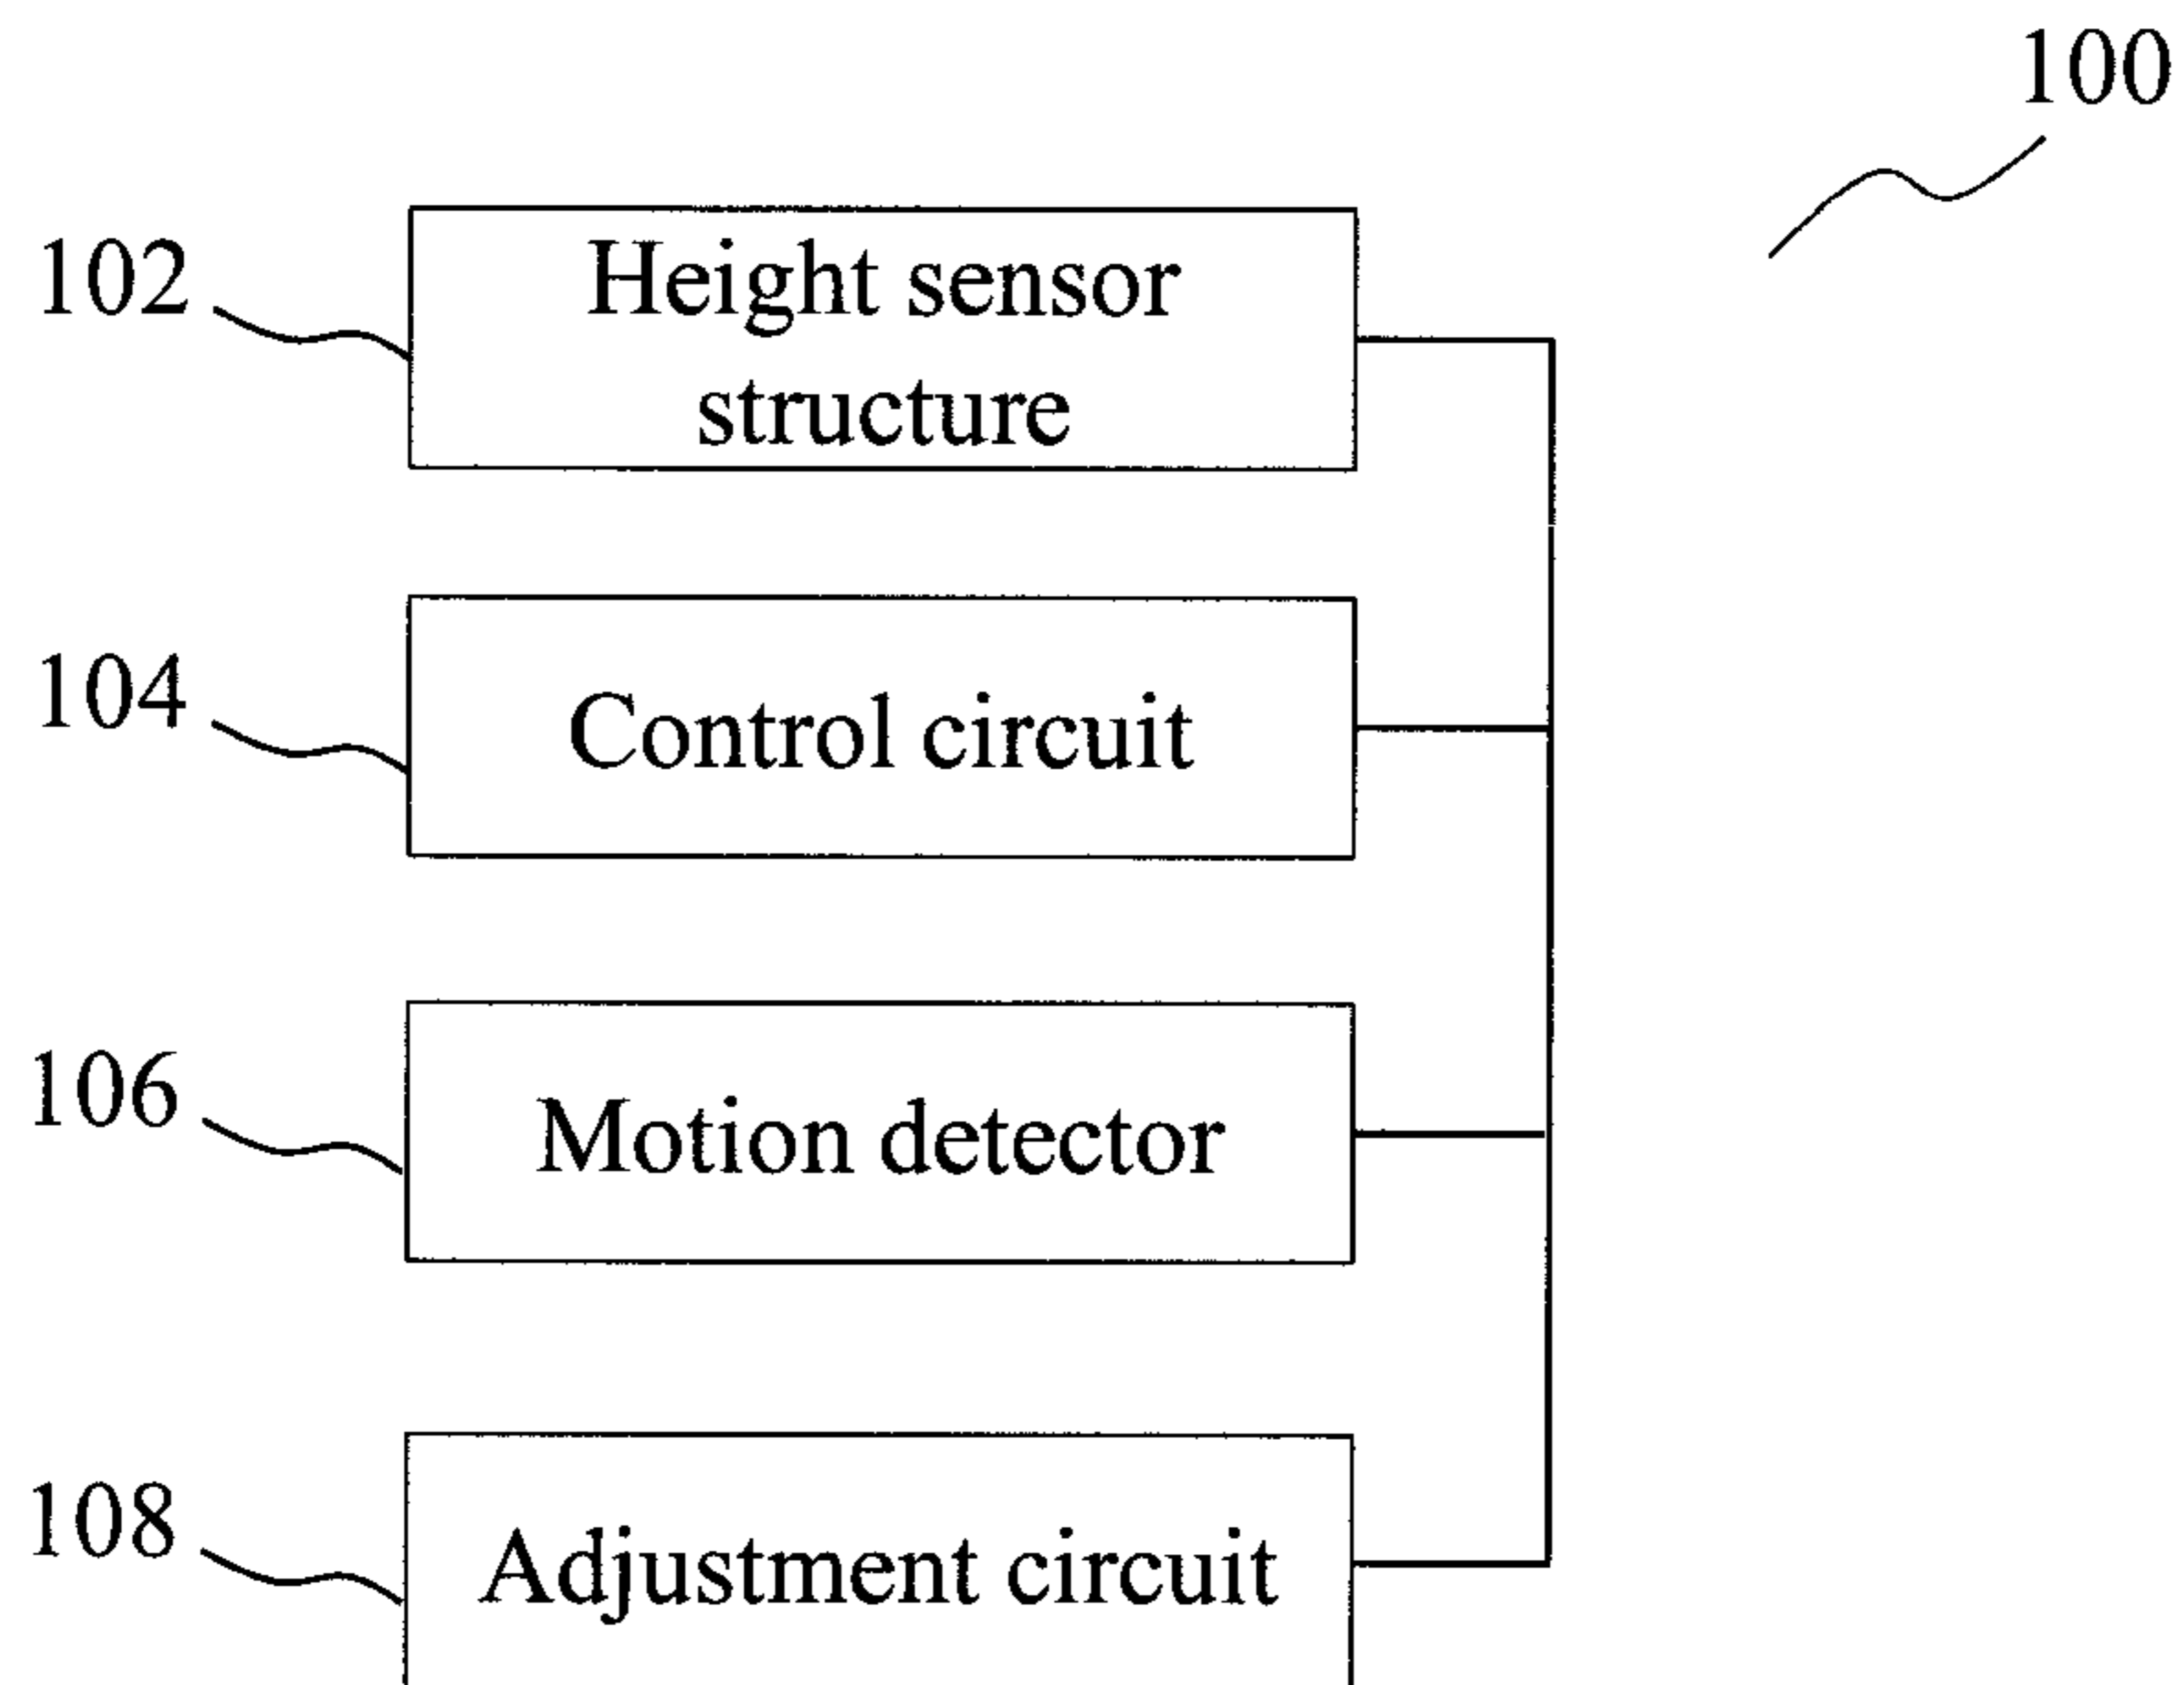 100
102
Height sensor
structure
104
Control circuit
106
Motion detector
108
Adjustment circuit